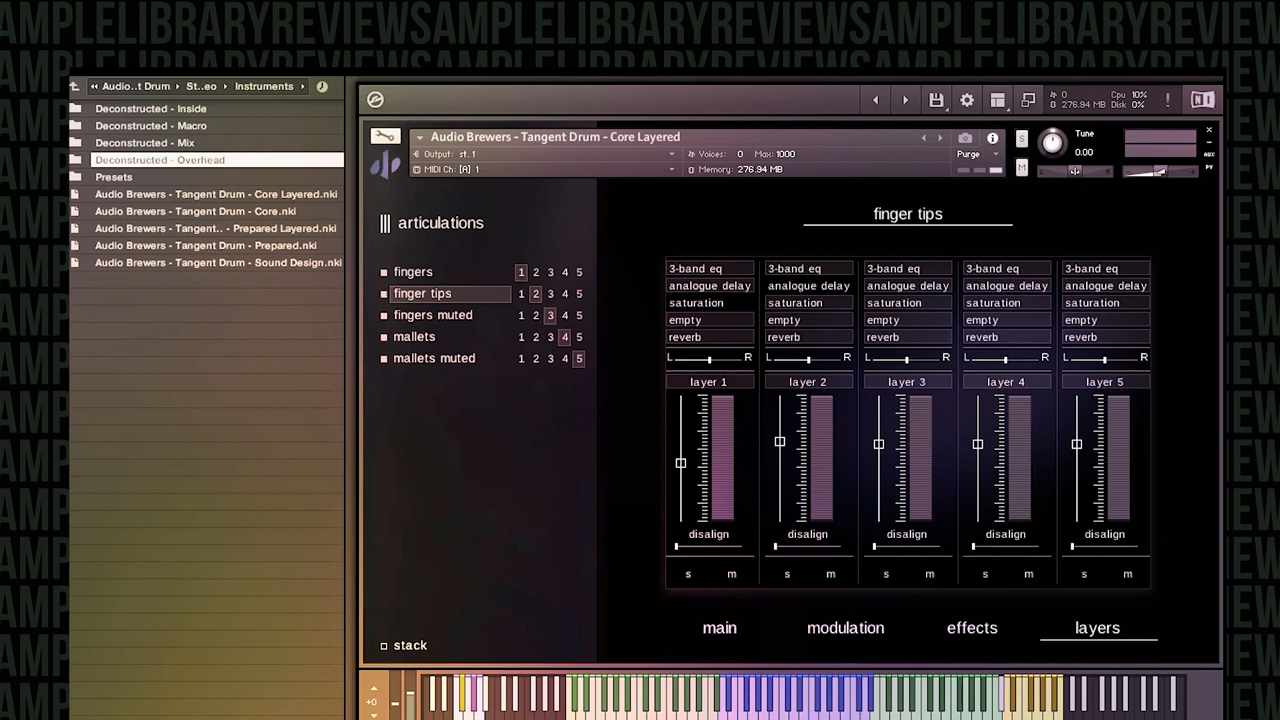 AMPLELIBRARYREVIEWSAMPLELIBRARYREVIEWSAMPLE
Audio..t Drum St..eo Instruments
Deconstructed - Inside
Deconstructed - Macro
Deconstructed - Mix
Deconstructed - Overhead
Presets
Audio Brewers - Tangent Drum - Core Layered.nki
Audio Brewers - Tangent Drum - Core.nki
Audio Brewers - Tangent.. - Prepared Layered.nki
Audio Brewers - Tangent Drum - Prepared.nki
Audio Brewers - Tangent Drum - Sound Design.nki
0 Cpu 10%
276.94 MB Disk 0% ! NI
Audio Brewers - Tangent Drum - Core Layered
Output: st.1 Voices: 0 Max: 1000 Purge
MIDI Ch: [A] 1 Memory: 276.94 MB
S Tune
M 0.00
L R
AUX
PV
articulations
fingers 1 2 3 4 5
finger tips 1 2 3 4 5
fingers muted 1 2 3 4 5
mallets 1 2 3 4 5
mallets muted 1 2 3 4 5
stack
finger tips
3-band eq 3-band eq 3-band eq 3-band eq 3-band eq
analogue delay analogue delay analogue delay analogue delay analogue delay
saturation saturation saturation saturation saturation
empty empty empty empty empty
reverb reverb reverb reverb reverb
L R L R L R L R L R
layer 1 layer 2 layer 3 layer 4 layer 5
disalign disalign disalign disalign disalign
s m s m s m s m s m
main modulation effects layers
+0